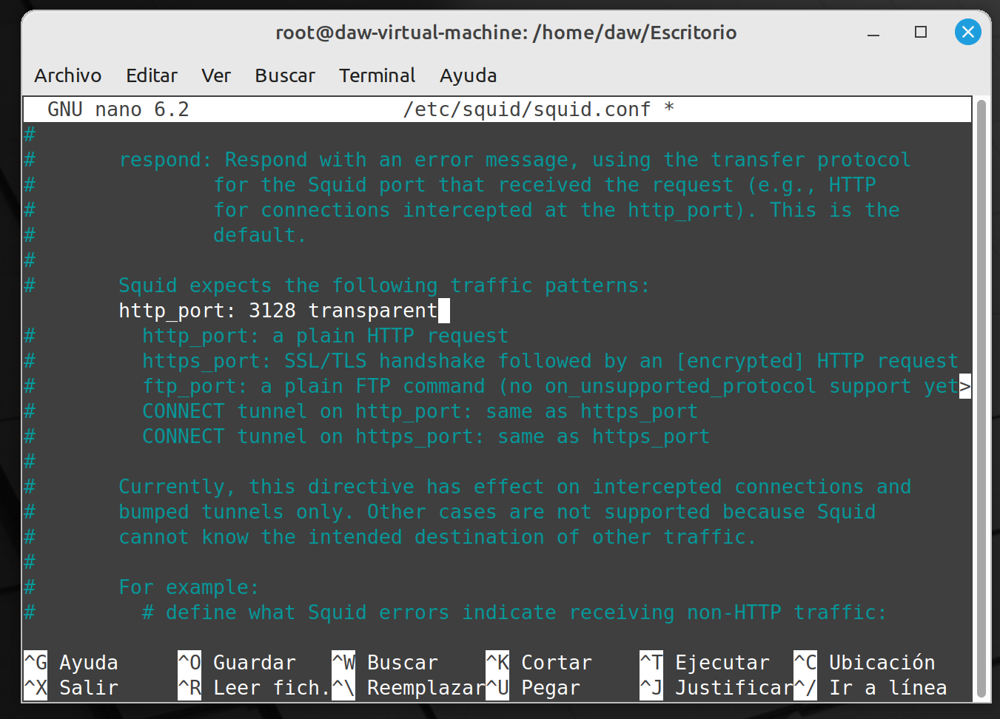 root@daw-virtual-machine: /home/daw/Escritorio
Archivo Editar Ver Buscar Terminal Ayuda
GNU nano 6.2 /etc/squid/squid.conf *
#
# respond: Respond with an error message, using the transfer protocol
# for the Squid port that received the request (e.g., HTTP
# for connections intercepted at the http_port). This is the
# default.
#
# Squid expects the following traffic patterns:
http_port: 3128 transparent
# http_port: a plain HTTP request
# https_port: SSL/TLS handshake followed by an [encrypted] HTTP request
# ftp_port: a plain FTP command (no on_unsupported_protocol support yet>
# CONNECT tunnel on http_port: same as https_port
# CONNECT tunnel on https_port: same as https_port
#
# Currently, this directive has effect on intercepted connections and
# bumped tunnels only. Other cases are not supported because Squid
# cannot know the intended destination of other traffic.
#
# For example:
# # define what Squid errors indicate receiving non-HTTP traffic:
^G Ayuda ^O Guardar ^W Buscar ^K Cortar ^T Ejecutar ^C Ubicación
^X Salir ^R Leer fich. ^\ Reemplazar ^U Pegar ^J Justificar ^/ Ir a línea